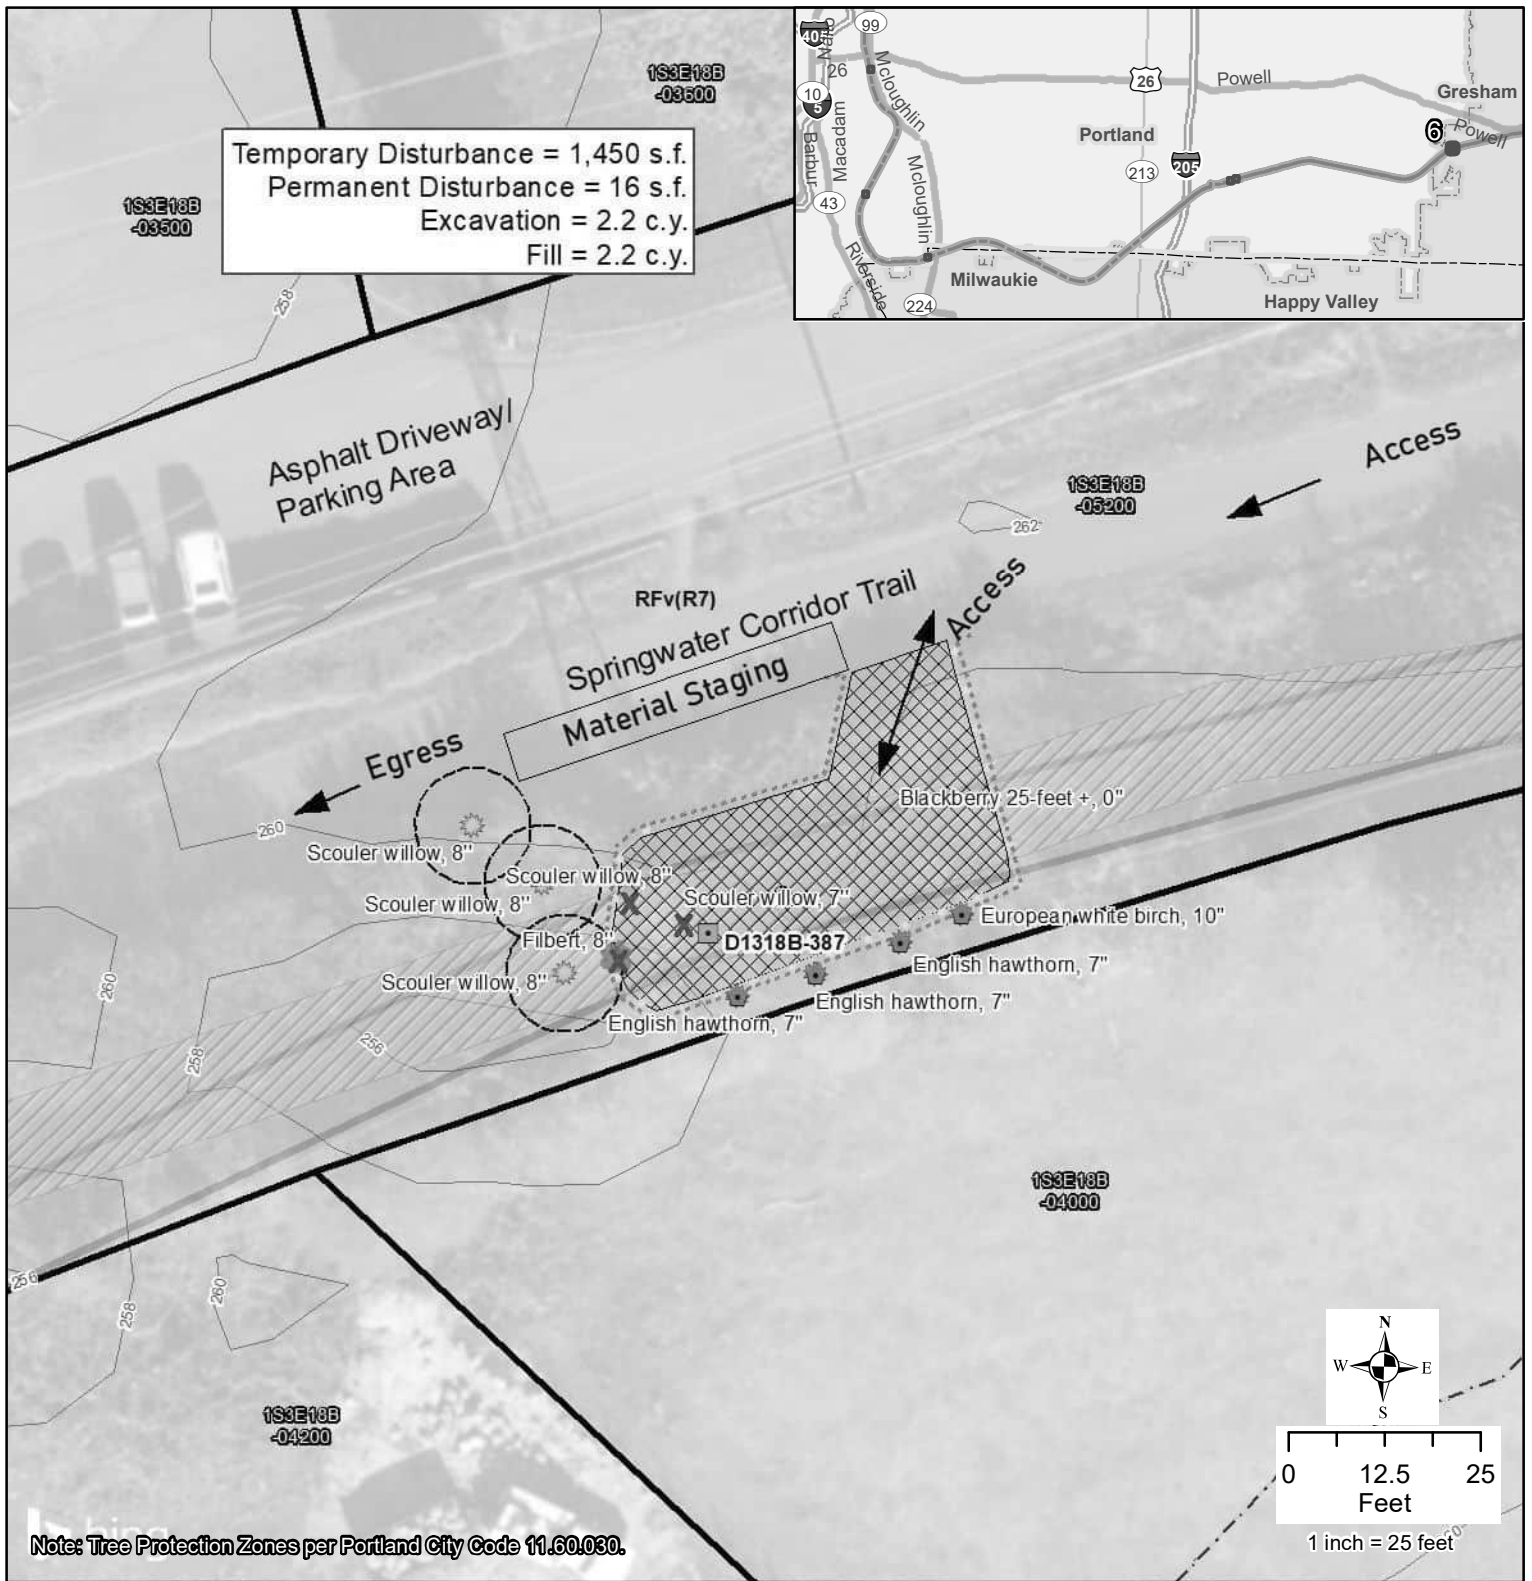 1S3E18B
-03600
Temporary Disturbance = 1,450 s.f.
Permanent Disturbance = 16 s.f.
Excavation = 2.2 c.y.
Fill = 2.2 c.y.
1S3E18B
-03500
258
405
99
26
10
5
Mcloughlin
Macadam
Barbur
43
Mcloughlin
Riverside
224
Milwaukie
Portland
26
213
205
Powell
Gresham
6
Powell
Happy Valley
Asphalt Driveway/
Parking Area
Access
1S3E18B
-05200
262
RFv(R7)
Springwater Corridor Trail
Material Staging
Access
Egress
260
Blackberry 25-feet +, 0"
Scouler willow, 8"
Scouler willow, 8"
Scouler willow, 7"
Scouler willow, 8"
European white birch, 10"
Filbert, 8"
D1318B-387
English hawthorn, 7"
Scouler willow, 8"
English hawthorn, 7"
English hawthorn, 7"
260
258
256
1S3E18B
-04000
256
258
260
1S3E18B
-04200
N
W E
S
0 12.5 25
Feet
1 inch = 25 feet
bing
Note: Tree Protection Zones per Portland City Code 11.60.030.